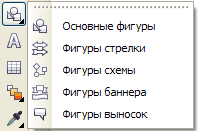 Основные фигуры
Фигуры стрелки
Фигуры схемы
Фигуры баннера
Фигуры выносок